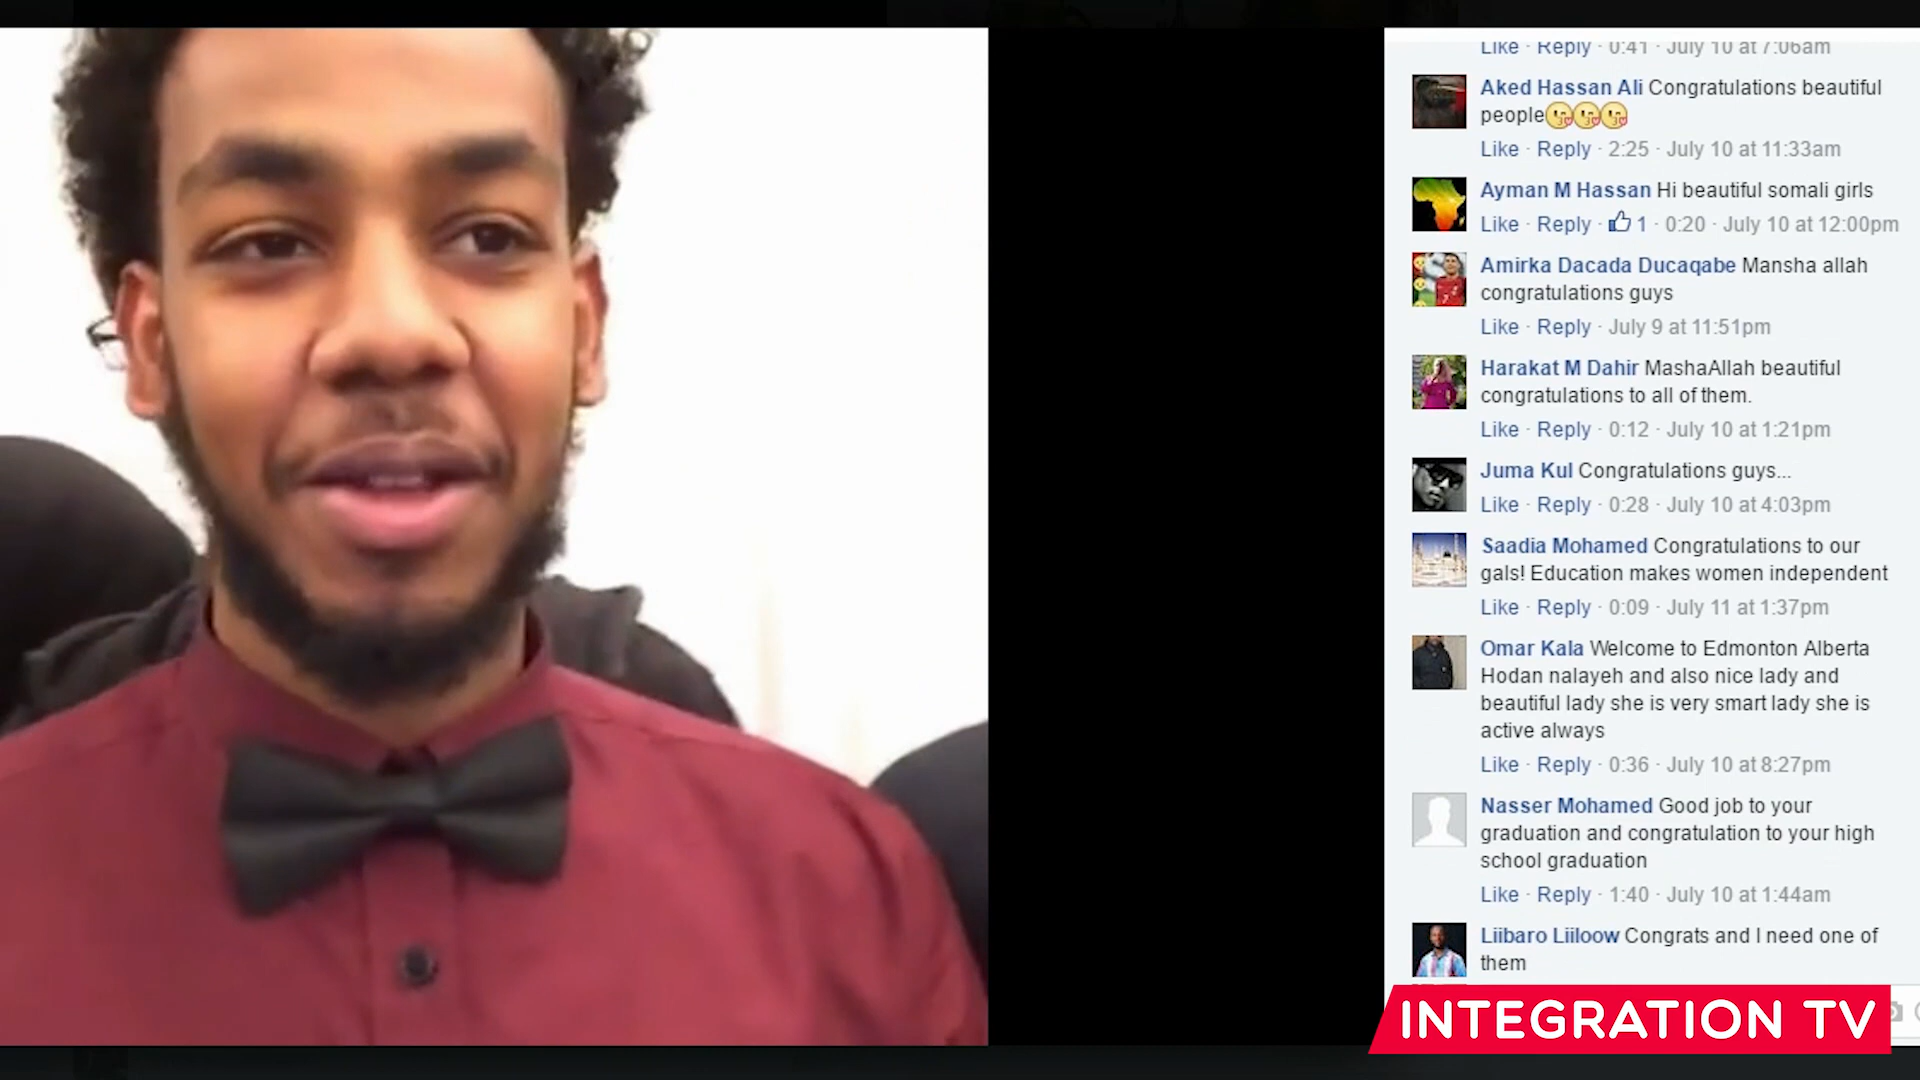 Like · Reply · 0:41 · July 10 at 7:06am
Aked Hassan Ali Congratulations beautiful
people😘😘😘
Like · Reply · 2:25 · July 10 at 11:33am
Ayman M Hassan Hi beautiful somali girls
Like · Reply · 1 · 0:20 · July 10 at 12:00pm
Amirka Dacada Ducaqabe Mansha allah
congratulations guys
Like · Reply · July 9 at 11:51pm
Harakat M Dahir MashaAllah beautiful
congratulations to all of them.
Like · Reply · 0:12 · July 10 at 1:21pm
Juma Kul Congratulations guys...
Like · Reply · 0:28 · July 10 at 4:03pm
Saadia Mohamed Congratulations to our
gals! Education makes women independent
Like · Reply · 0:09 · July 11 at 1:37pm
Omar Kala Welcome to Edmonton Alberta
Hodan nalayeh and also nice lady and
beautiful lady she is very smart lady she is
active always
Like · Reply · 0:36 · July 10 at 8:27pm
Nasser Mohamed Good job to your
graduation and congratulation to your high
school graduation
Like · Reply · 1:40 · July 10 at 1:44am
Liibaro Liiloow Congrats and I need one of
them
INTEGRATION TV